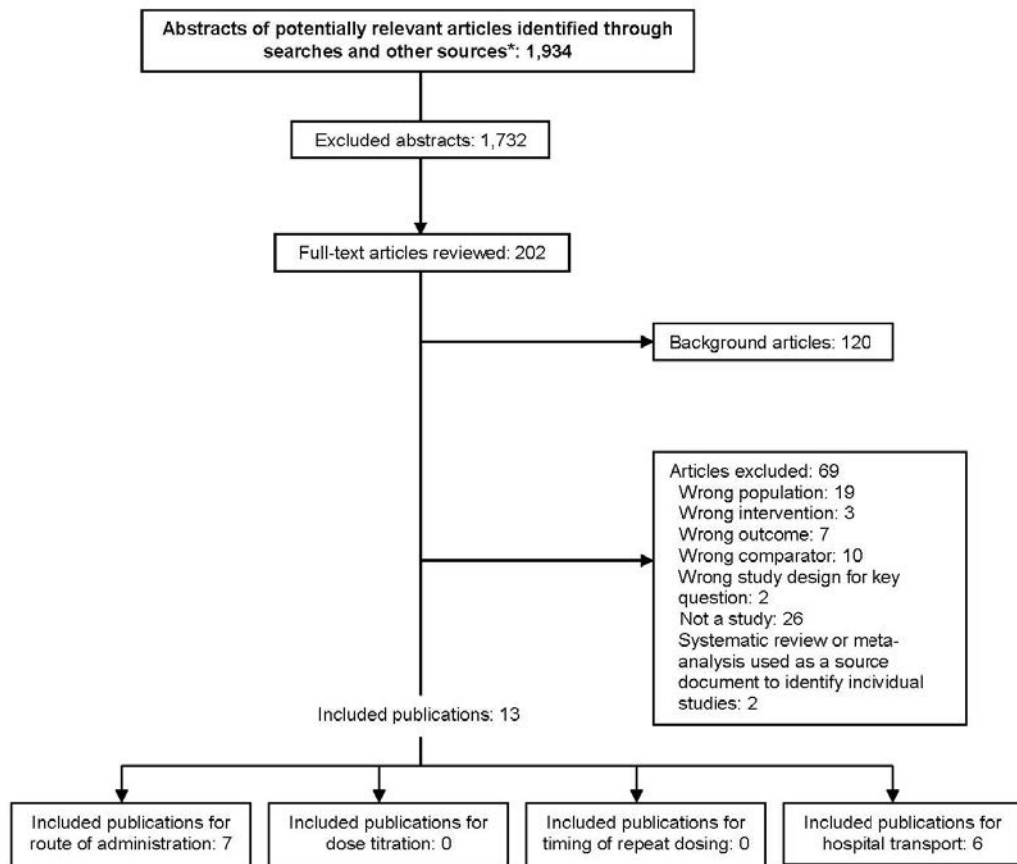 Abstracts of potentially relevant articles identified through
searches and other sources*: 1,934
Excluded abstracts: 1,732
Full-text articles reviewed: 202
Background articles: 120
Articles excluded: 69
Wrong population: 19
Wrong intervention: 3
Wrong outcome: 7
Wrong comparator: 10
Wrong study design for key
question: 2
Not a study: 26
Systematic review or meta-
analysis used as a source
document to identify individual
studies: 2
Included publications: 13
Included publications for
route of administration: 7
Included publications for
dose titration: 0
Included publications for
timing of repeat dosing: 0
Included publications for
hospital transport: 6